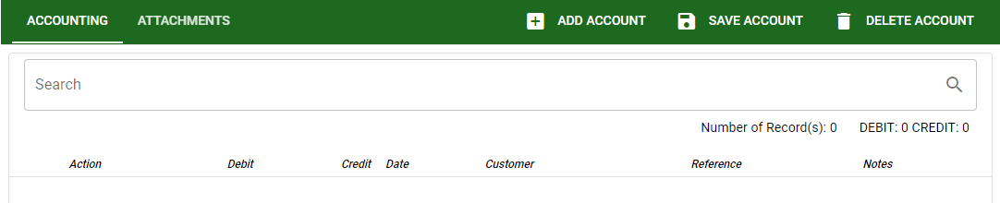 ACCOUNTING ATTACHMENTS ADD ACCOUNT SAVE ACCOUNT DELETE ACCOUNT
Search
Number of Record(s): 0 DEBIT: 0 CREDIT: 0
Action Debit Credit Date Customer Reference Notes